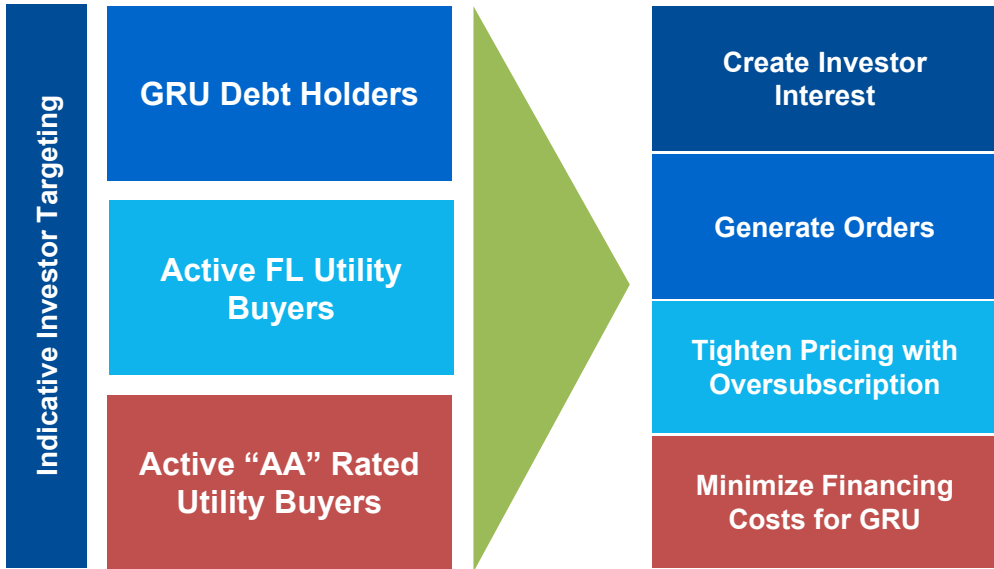 Indicative Investor Targeting
GRU Debt Holders
Active FL Utility
Buyers
Active “AA” Rated
Utility Buyers
Create Investor
Interest
Generate Orders
Tighten Pricing with
Oversubscription
Minimize Financing
Costs for GRU